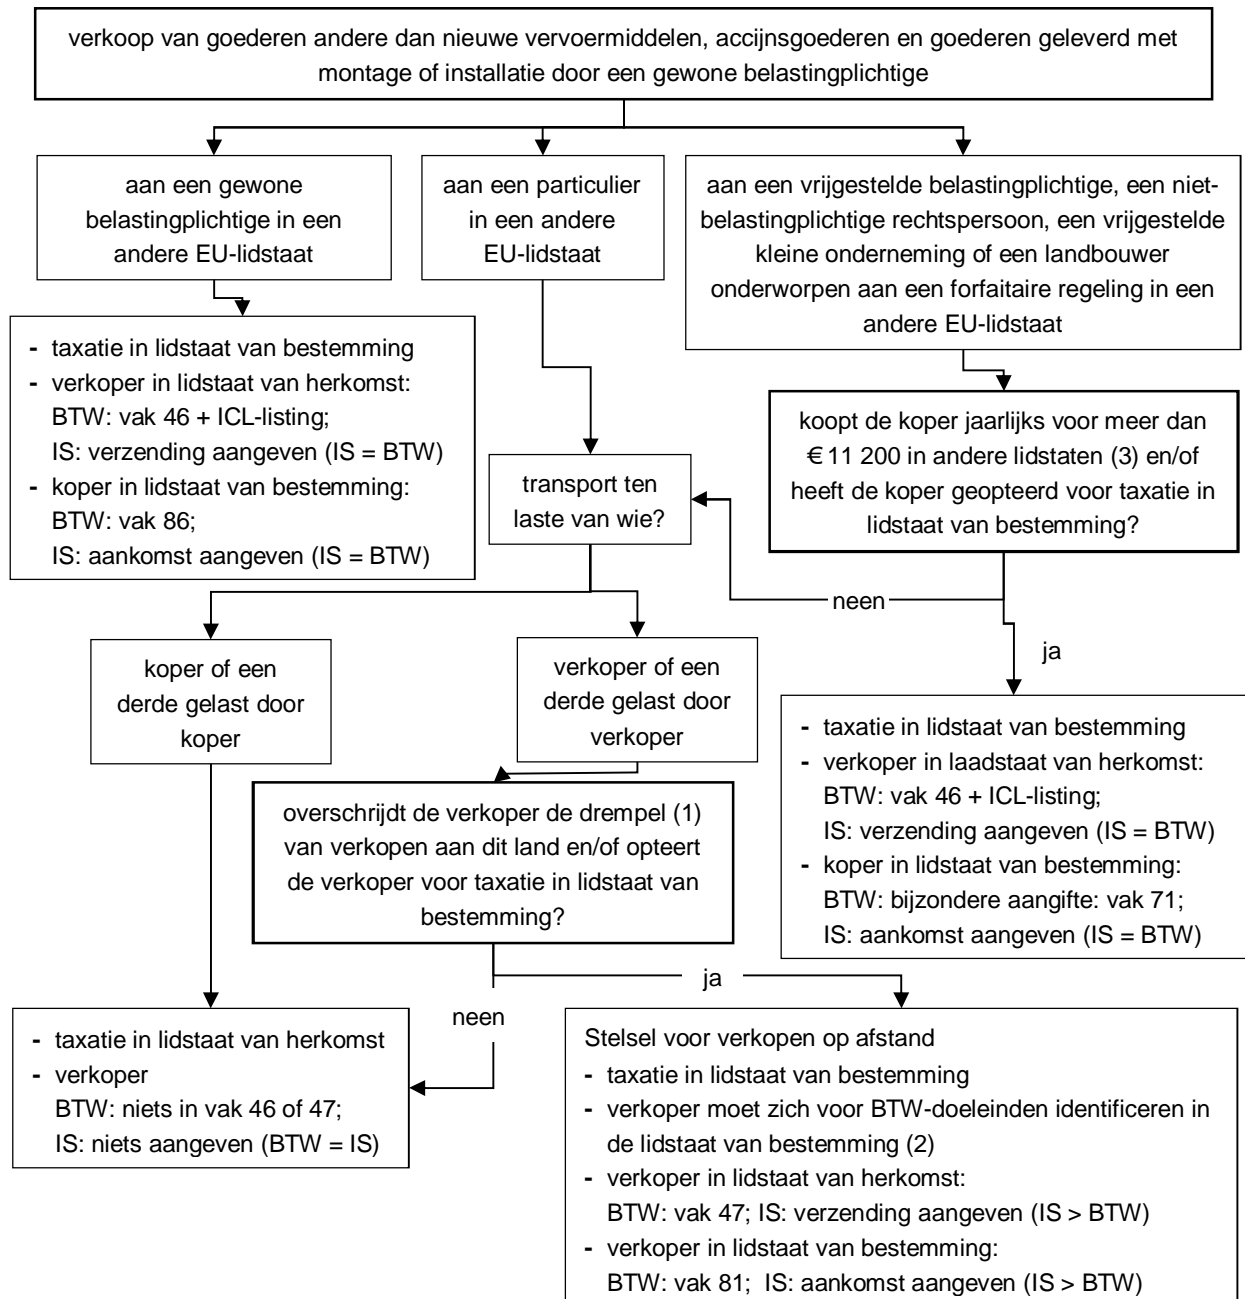 verkoop van goederen andere dan nieuwe vervoermiddelen, accijnsgoederen en goederen geleverd met
montage of installatie door een gewone belastingplichtige
aan een gewone
belastingplichtige in een
andere EU-lidstaat
aan een particulier
in een andere
EU-lidstaat
aan een vrijgestelde belastingplichtige, een niet-
belastingplichtige rechtspersoon, een vrijgestelde
kleine onderneming of een landbouwer
onderworpen aan een forfaitaire regeling in een
andere EU-lidstaat
- taxatie in lidstaat van bestemming
- verkoper in lidstaat van herkomst:
BTW: vak 46 + ICL-listing;
IS: verzending aangeven (IS = BTW)
- koper in lidstaat van bestemming:
BTW: vak 86;
IS: aankomst aangeven (IS = BTW)
koopt de koper jaarlijks voor meer dan
€ 11 200 in andere lidstaten (3) en/of
heeft de koper geopteerd voor taxatie in
lidstaat van bestemming?
transport ten
laste van wie?
neen
ja
koper of een
derde gelast door
koper
verkoper of een
derde gelast door
verkoper
- taxatie in lidstaat van bestemming
- verkoper in laadstaat van herkomst:
BTW: vak 46 + ICL-listing;
IS: verzending aangeven (IS = BTW)
- koper in lidstaat van bestemming:
BTW: bijzondere aangifte: vak 71;
IS: aankomst aangeven (IS = BTW)
overschrijdt de verkoper de drempel (1)
van verkopen aan dit land en/of opteert
de verkoper voor taxatie in lidstaat van
bestemming?
ja
neen
- taxatie in lidstaat van herkomst
- verkoper
BTW: niets in vak 46 of 47;
IS: niets aangeven (BTW = IS)
Stelsel voor verkopen op afstand
- taxatie in lidstaat van bestemming
- verkoper moet zich voor BTW-doeleinden identificeren in
de lidstaat van bestemming (2)
- verkoper in lidstaat van herkomst:
BTW: vak 47; IS: verzending aangeven (IS > BTW)
- verkoper in lidstaat van bestemming:
BTW: vak 81; IS: aankomst aangeven (IS > BTW)